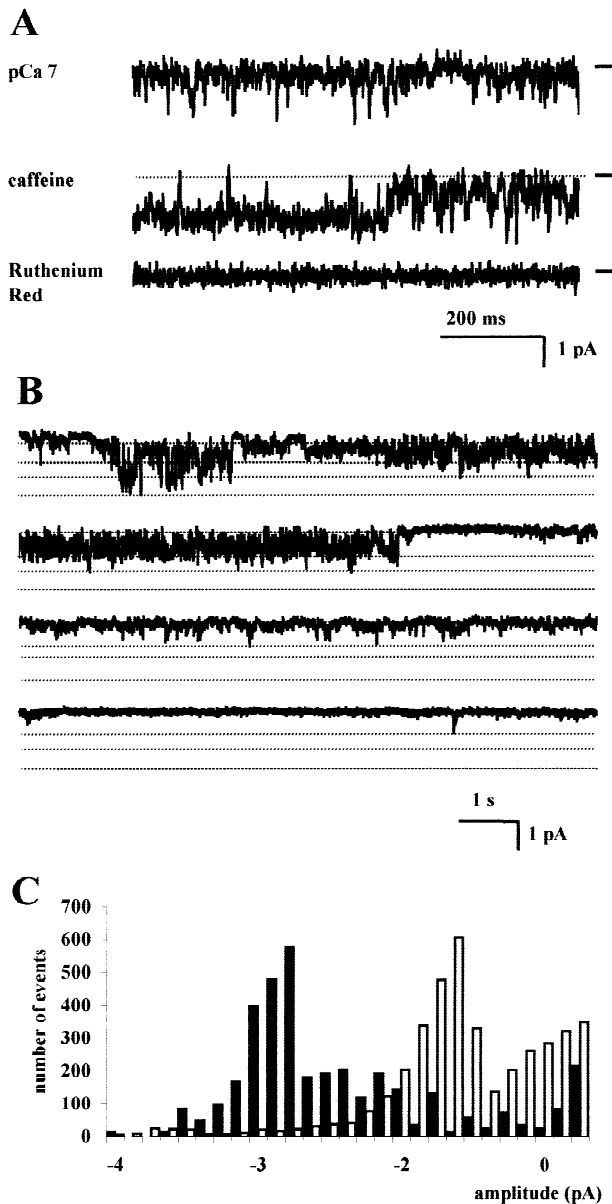 A
pCa 7
caffeine
Ruthenium
Red
200 ms
1 pA
B
1 s
1 pA
C
700
600
500
400
300
200
100
0
number of events
-4
-3
-2
0
amplitude (pA)